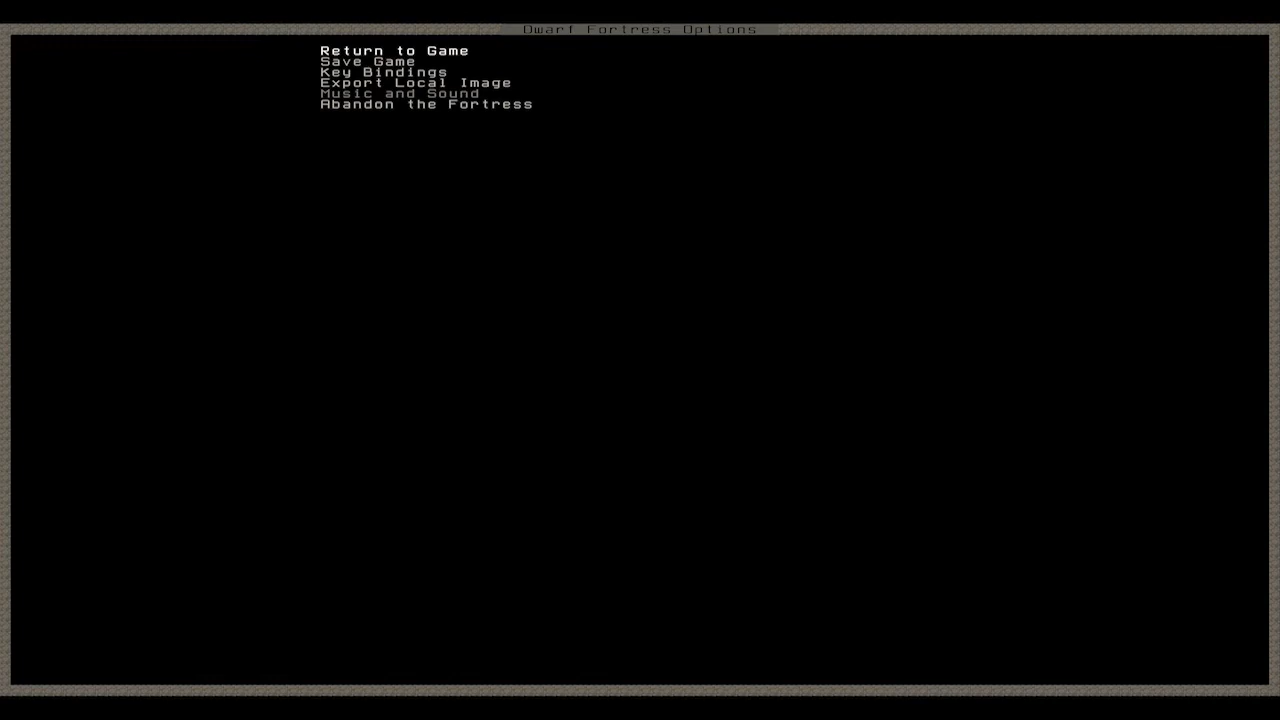 Dwarf Fortress Options
Return to Game
Save Game
Key Bindings
Export Local Image
Music and Sound
Abandon the Fortress